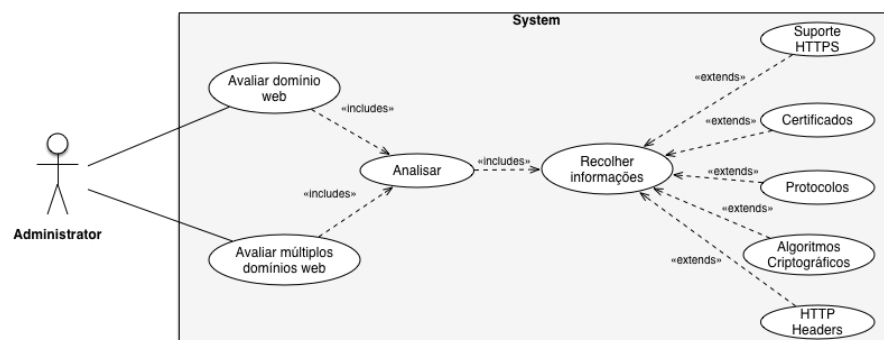 System
Suporte
HTTPS
Avaliar domínio
web
«extends»
«includes»
«extends»
Certificados
Analisar
«includes»
Recolher
informações
Protocolos
«includes»
«extends»
Administrator
Avaliar múltiplos
domínios web
Algoritmos
Criptográficos
«extends»
HTTP
Headers